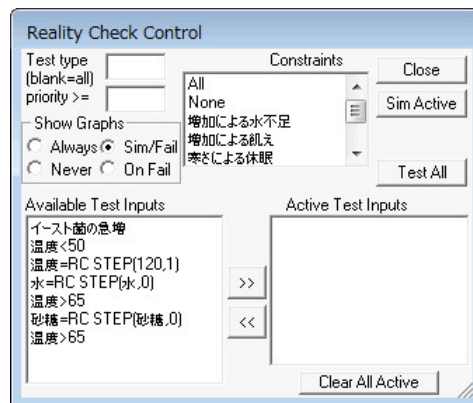 Reality Check Control
Test type
(blank=all)
priority >=
Constraints
All
None
増加による水不足
増加による飢え
寒さによる休眠
Close
Sim Active
Test All
Show Graphs
Always Sim/Fail
Never On Fail
Available Test Inputs
イースト菌の急増
温度<50
温度=RC STEP(120,1)
水=RC STEP(水,0)
温度>65
砂糖=RC STEP(砂糖,0)
温度>65
>>
<<
Active Test Inputs
Clear All Active